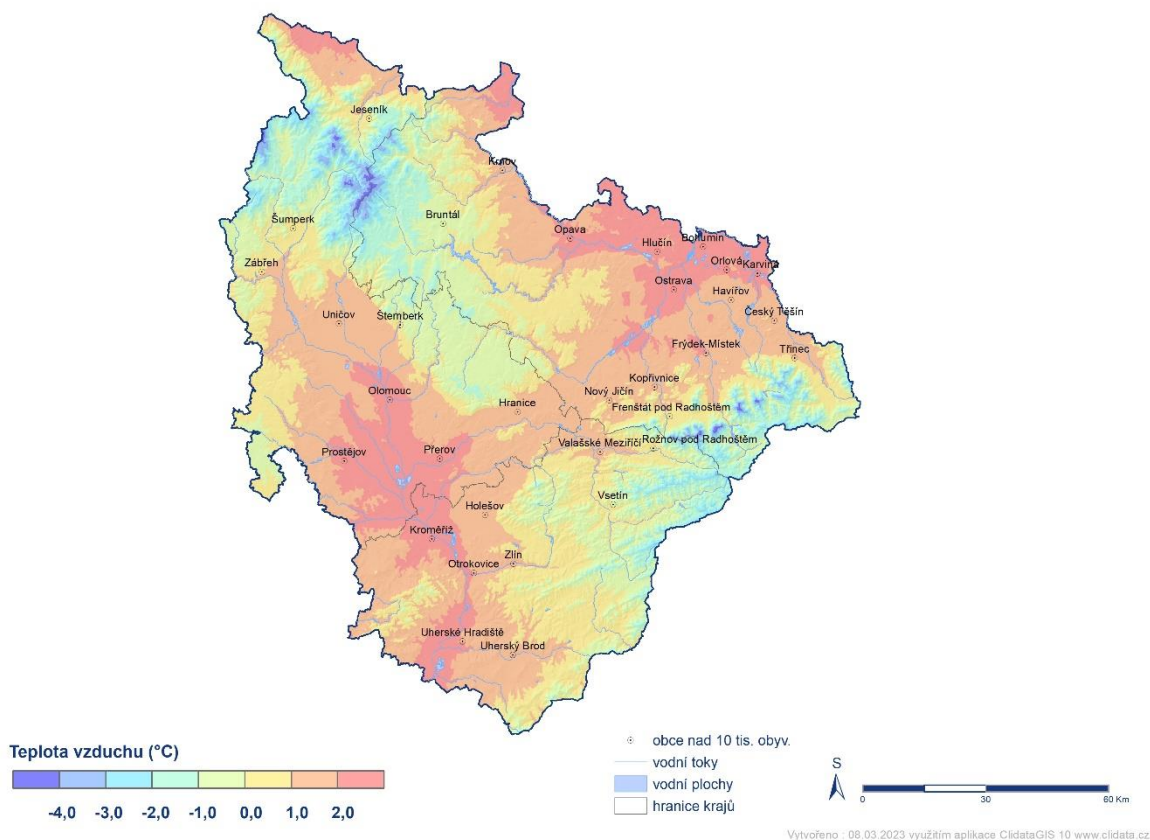 Jeseník
Krnov
Bruntál
Šumperk
Opava
Hlučín
Bohumín
Zábřeh
Orlová
Karviná
Ostrava
Havířov
Uničov
Šternberk
Český Těšín
Frýdek-Místek
Třinec
Kopřivnice
Olomouc
Nový Jičín
Hranice
Frenštát pod Radhoštěm
Přerov
Valašské Meziříčí
Rožnov pod Radhoštěm
Prostějov
Vsetín
Holešov
Kroměříž
Zlín
Otrokovice
Uherské Hradiště
Uherský Brod
Teplota vzduchu (°C)
-4,0 -3,0 -2,0 -1,0 0,0 1,0 2,0
obce nad 10 tis. obyv.
vodní toky
vodní plochy
hranice krajů
S
0 30 60 Km
Vytvořeno : 08.03.2023 využitím aplikace ClidataGIS 10 www.clidata.cz